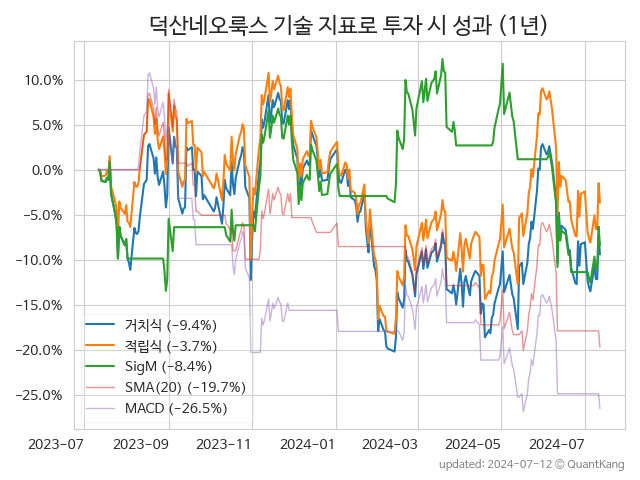 덕산네오룩스 기술 지표로 투자 시 성과 (1년)
10.0%
5.0%
0.0%
−5.0%
−10.0%
−15.0%
−20.0%
−25.0%
거치식 (−9.4%)
적립식 (−3.7%)
SigM (−8.4%)
SMA(20) (−19.7%)
MACD (−26.5%)
2023-07 2023-09 2023-11 2024-01 2024-03 2024-05 2024-07
updated: 2024-07-12 © QuantKang